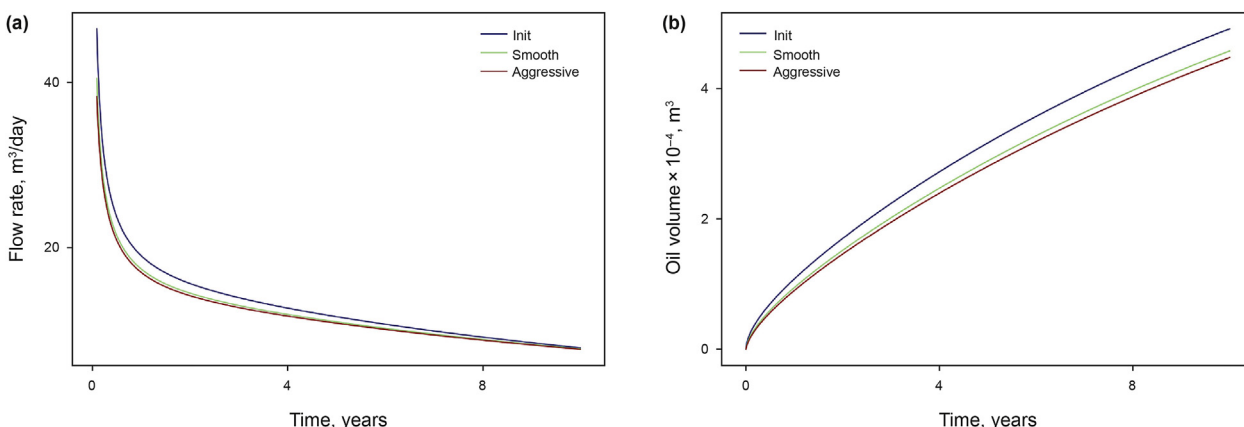 (a)
Init
Smooth
Aggressive
40
20
Flow rate, m³/day
0
4
8
Time, years
(b)
Init
Smooth
Aggressive
4
2
0
Oil volume × 10⁻⁴, m³
0
4
8
Time, years